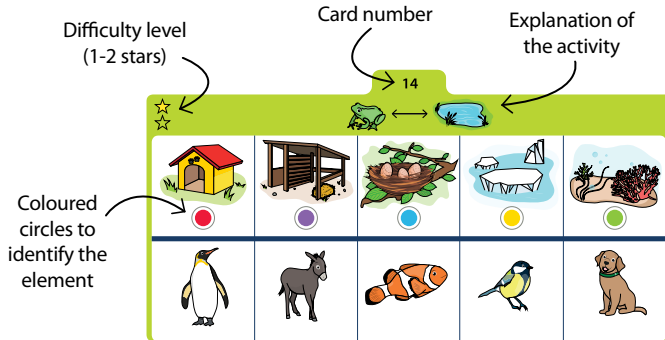 Difficulty level
(1-2 stars)
Card number
Explanation of
the activity
14
Coloured
circles to
identify the
element